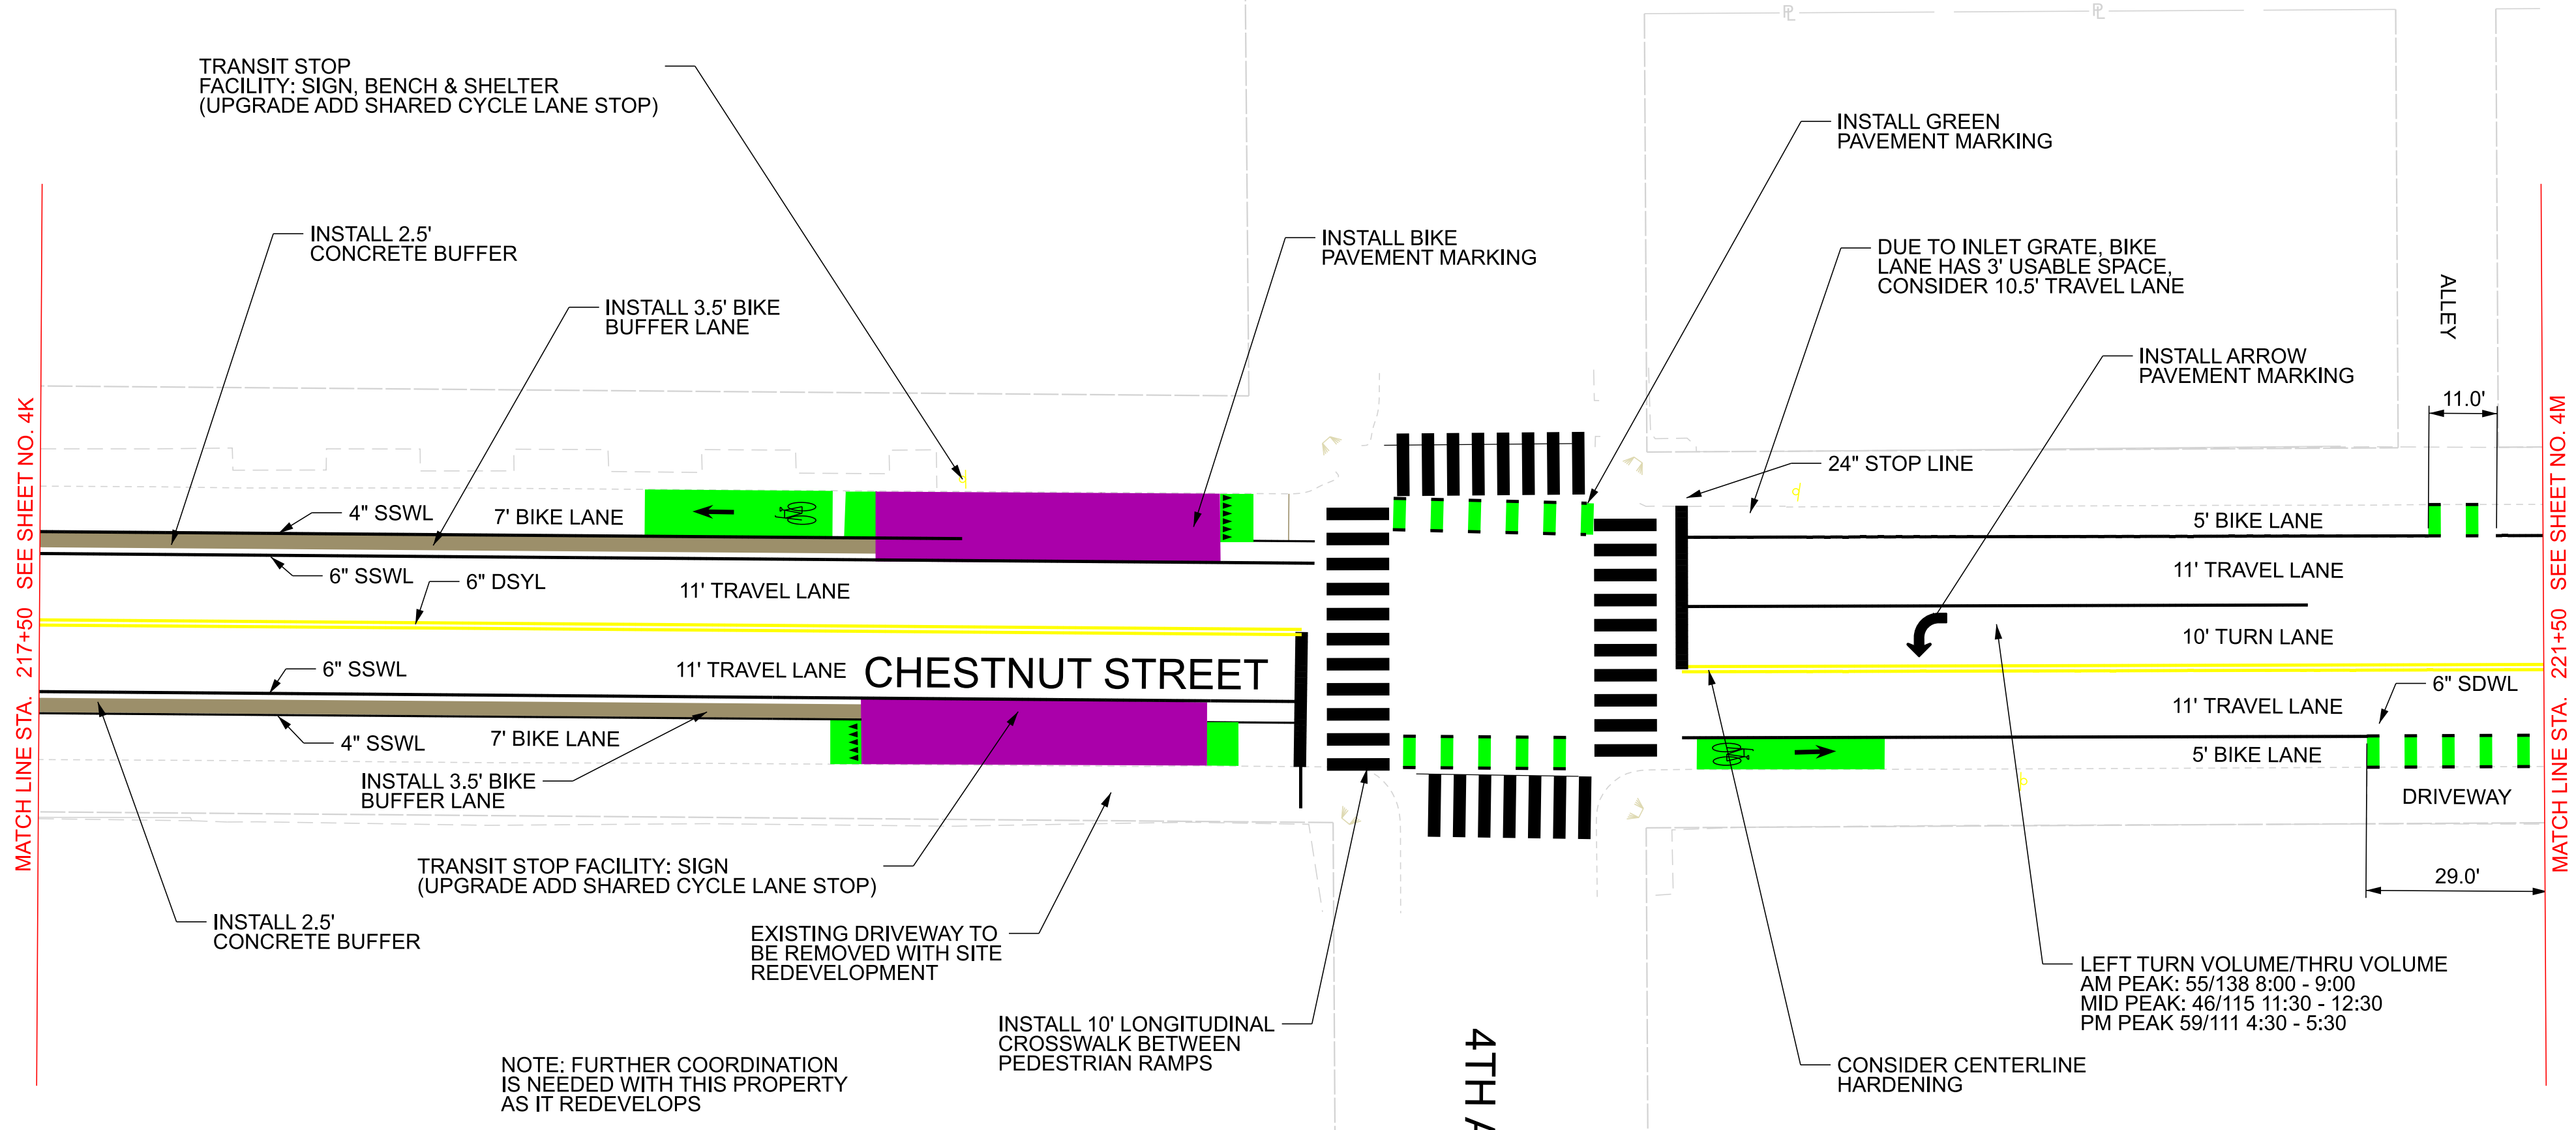 TRANSIT STOP
FACILITY: SIGN, BENCH & SHELTER
(UPGRADE ADD SHARED CYCLE LANE STOP)
INSTALL 2.5'
CONCRETE BUFFER
INSTALL 3.5' BIKE
BUFFER LANE
INSTALL BIKE
PAVEMENT MARKING
INSTALL GREEN
PAVEMENT MARKING
DUE TO INLET GRATE, BIKE
LANE HAS 3' USABLE SPACE,
CONSIDER 10.5' TRAVEL LANE
INSTALL ARROW
PAVEMENT MARKING
ALLEY
11.0'
PL
PL
24" STOP LINE
MATCH LINE STA. 217+50 SEE SHEET NO. 4K
4" SSWL
7' BIKE LANE
6" SSWL
6" DSYL
11' TRAVEL LANE
6" SSWL
11' TRAVEL LANE
CHESTNUT STREET
4" SSWL
7' BIKE LANE
5' BIKE LANE
11' TRAVEL LANE
10' TURN LANE
11' TRAVEL LANE
6" SDWL
5' BIKE LANE
DRIVEWAY
29.0'
MATCH LINE STA. 221+50 SEE SHEET NO. 4M
INSTALL 3.5' BIKE
BUFFER LANE
TRANSIT STOP FACILITY: SIGN
(UPGRADE ADD SHARED CYCLE LANE STOP)
INSTALL 2.5'
CONCRETE BUFFER
EXISTING DRIVEWAY TO
BE REMOVED WITH SITE
REDEVELOPMENT
INSTALL 10' LONGITUDINAL
CROSSWALK BETWEEN
PEDESTRIAN RAMPS
NOTE: FURTHER COORDINATION
IS NEEDED WITH THIS PROPERTY
AS IT REDEVELOPS
4TH A
LEFT TURN VOLUME/THRU VOLUME
AM PEAK: 55/138 8:00 - 9:00
MID PEAK: 46/115 11:30 - 12:30
PM PEAK 59/111 4:30 - 5:30
CONSIDER CENTERLINE
HARDENING